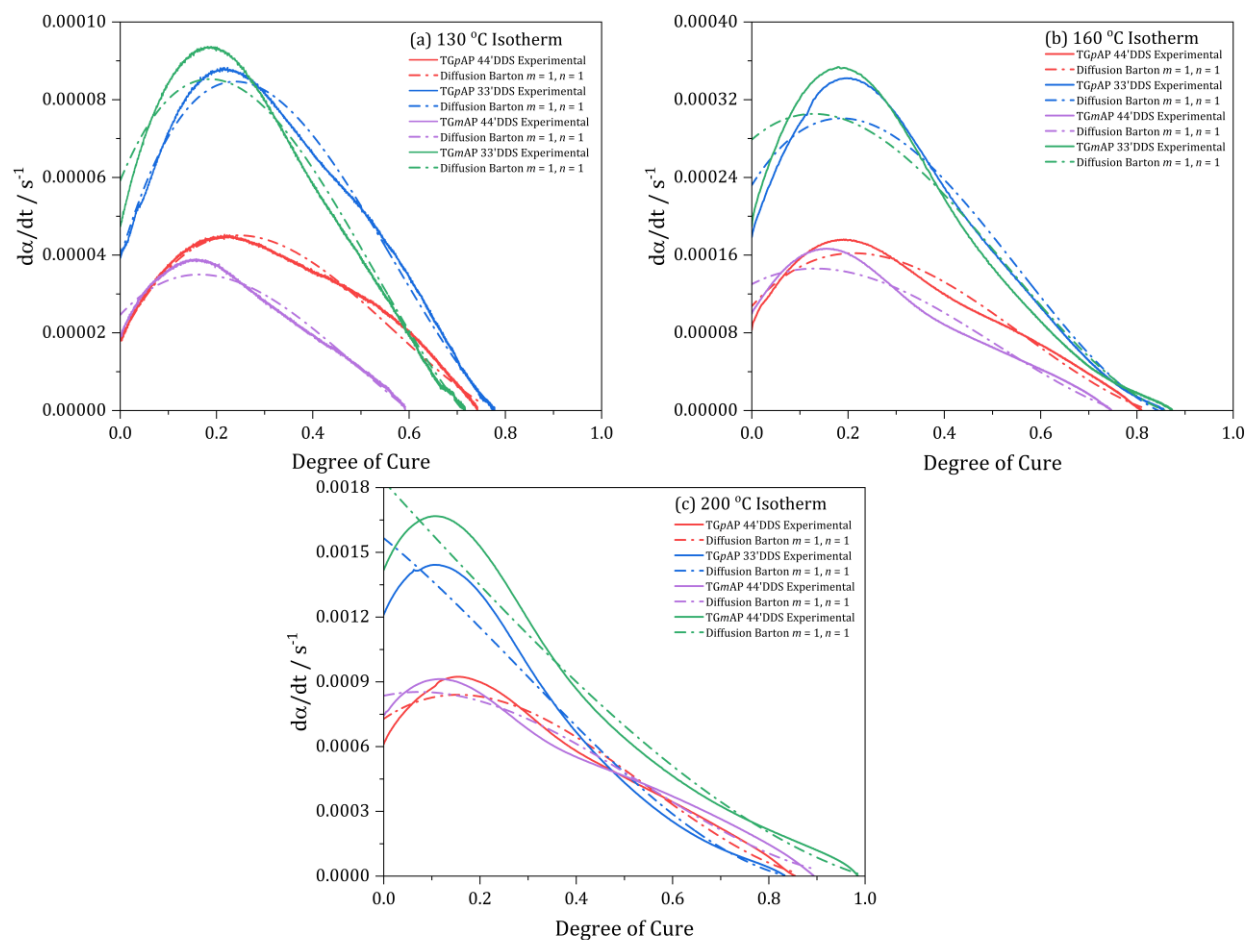 (a) 130 °C Isotherm
TGpAP 44'DDS Experimental
Diffusion Barton m = 1, n = 1
TGpAP 33'DDS Experimental
Diffusion Barton m = 1, n = 1
TGmAP 44'DDS Experimental
Diffusion Barton m = 1, n = 1
TGmAP 33'DDS Experimental
Diffusion Barton m = 1, n = 1
0.00010
0.00008
0.00006
0.00004
0.00002
0.00000
dα/dt / s⁻¹
0.0 0.2 0.4 0.6 0.8 1.0
Degree of Cure
(b) 160 °C Isotherm
TGpAP 44'DDS Experimental
Diffusion Barton m = 1, n = 1
TGpAP 33'DDS Experimental
Diffusion Barton m = 1, n = 1
TGmAP 44'DDS Experimental
Diffusion Barton m = 1, n = 1
TGmAP 33'DDS Experimental
Diffusion Barton m = 1, n = 1
0.00040
0.00032
0.00024
0.00016
0.00008
0.00000
dα/dt / s⁻¹
0.0 0.2 0.4 0.6 0.8 1.0
Degree of Cure
(c) 200 °C Isotherm
TGpAP 44'DDS Experimental
Diffusion Barton m = 1, n = 1
TGpAP 33'DDS Experimental
Diffusion Barton m = 1, n = 1
TGmAP 44'DDS Experimental
Diffusion Barton m = 1, n = 1
TGmAP 44'DDS Experimental
Diffusion Barton m = 1, n = 1
0.0018
0.0015
0.0012
0.0009
0.0006
0.0003
0.0000
dα/dt / s⁻¹
0.0 0.2 0.4 0.6 0.8 1.0
Degree of Cure